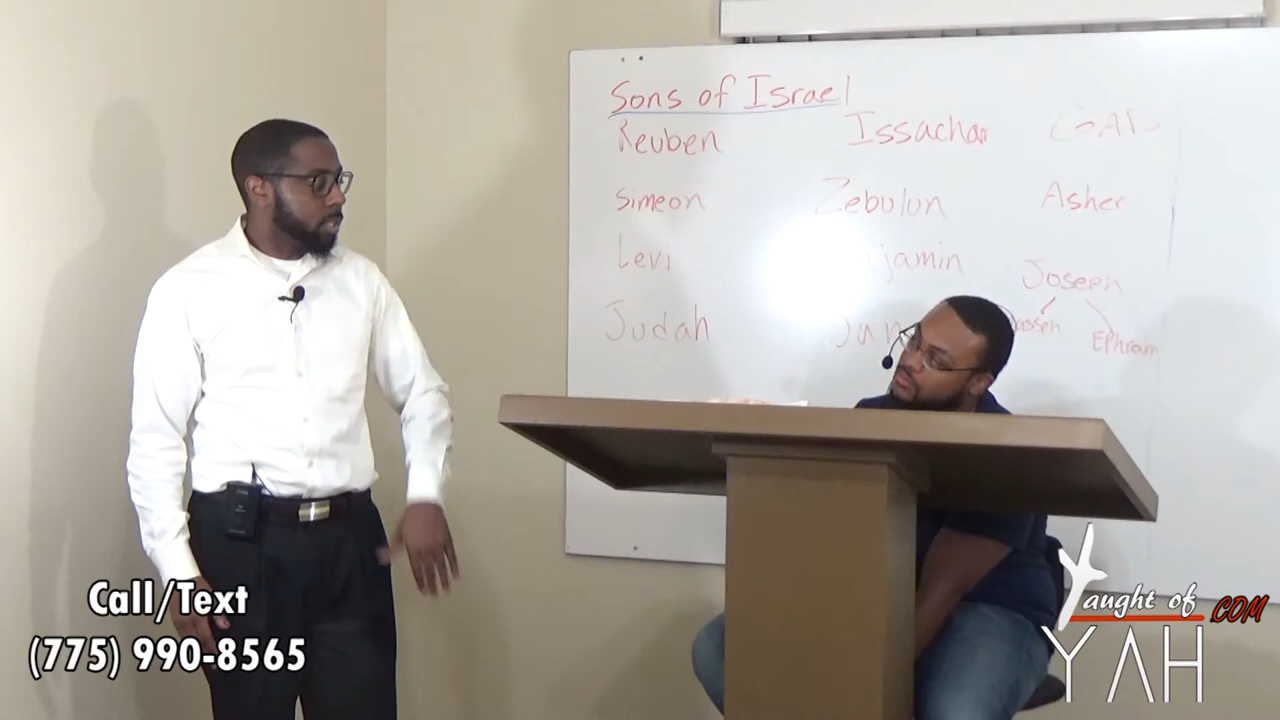 Sons of Israel
Reuben Issachar GAD
Simeon Zebulun Asher
Levi jamin Joseph
Judah
Ephraim
Call/Text
(775) 990-8565
Taught of
YAH
.COM